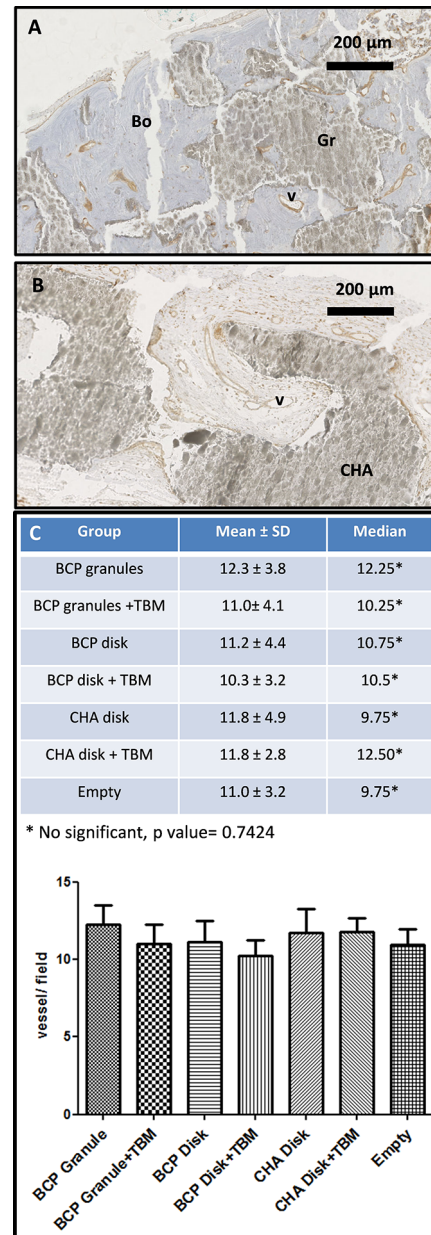 A
200 µm
Bo
Gr
v
B
200 µm
v
CHA
C Group Mean ± SD Median
BCP granules 12.3 ± 3.8 12.25*
BCP granules +TBM 11.0± 4.1 10.25*
BCP disk 11.2 ± 4.4 10.75*
BCP disk + TBM 10.3 ± 3.2 10.5*
CHA disk 11.8 ± 4.9 9.75*
CHA disk + TBM 11.8 ± 2.8 12.50*
Empty 11.0 ± 3.2 9.75*
* No significant, p value= 0.7424
vessel/ field
15
10
5
0
BCP Granule
BCP Granule+TBM
BCP Disk
BCP Disk+TBM
CHA Disk
CHA Disk+TBM
Empty